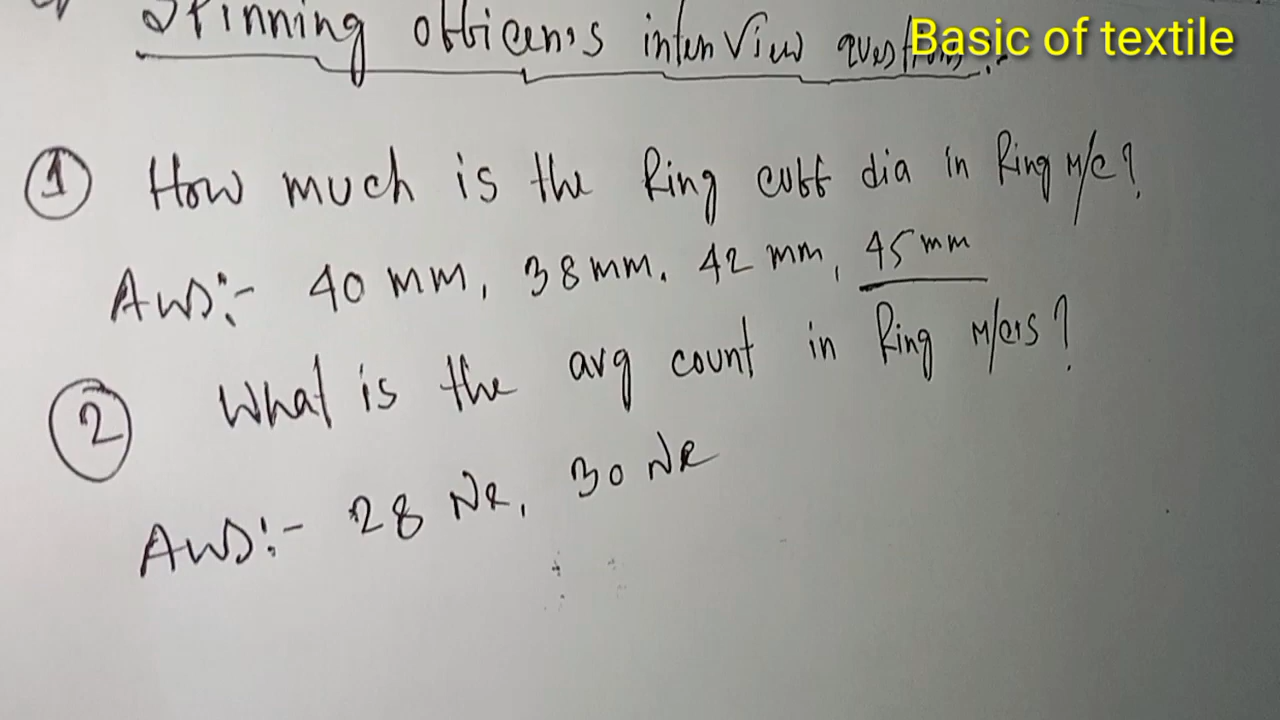 Spinning officer's interview questions:-
Basic of textile
① How much is the Ring cuff dia in Ring M/C?
Ans:- 40 mm, 38 mm. 42 mm, 45 mm
② What is the avg count in Ring M/C's?
Ans:- 28 Ne, 30 Ne